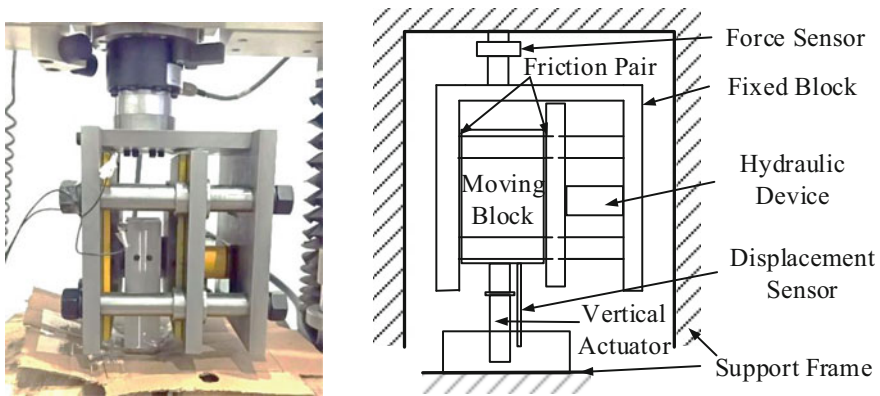 Force Sensor
Friction Pair
Fixed Block
Moving
Block
Hydraulic
Device
Displacement
Sensor
Vertical
Actuator
Support Frame